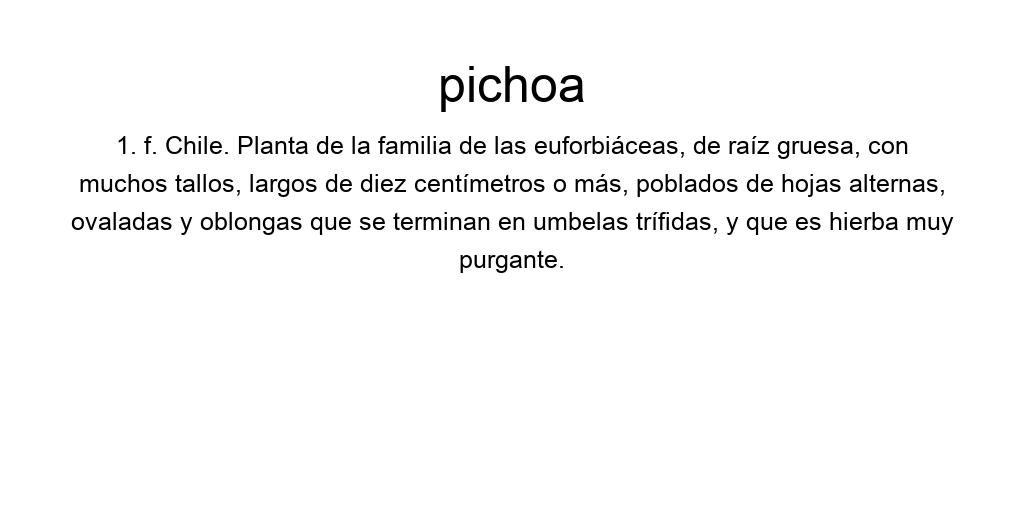 pichoa
1. f. Chile. Planta de la familia de las euforbiáceas, de raíz gruesa, con
muchos tallos, largos de diez centímetros o más, poblados de hojas alternas,
ovaladas y oblongas que se terminan en umbelas trífidas, y que es hierba muy
purgante.